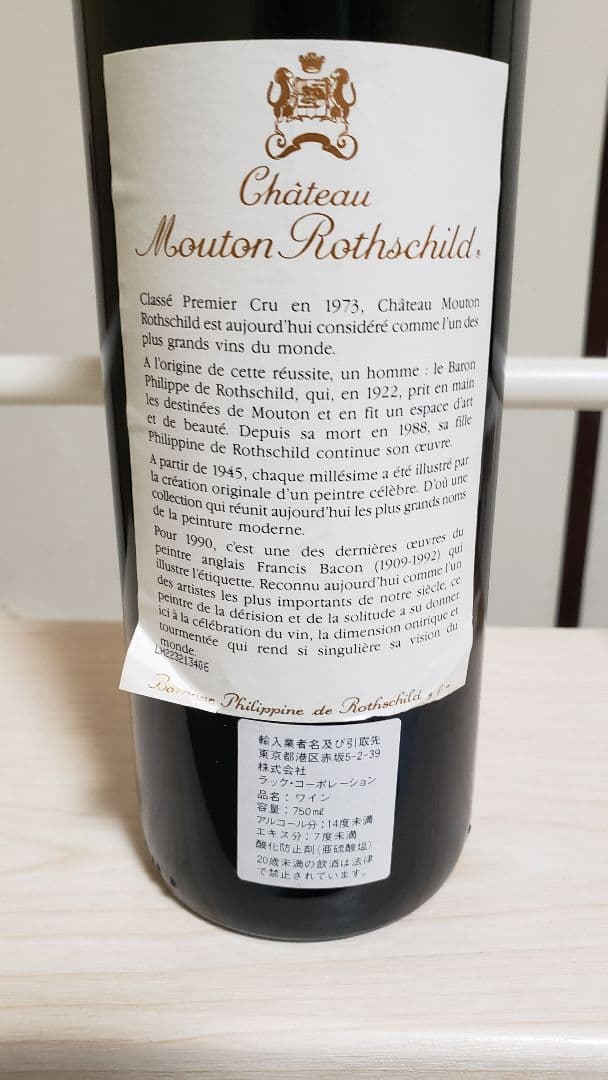 Château
Mouton Rothschild
Classé Premier Cru en 1973, Château Mouton
Rothschild est aujourd'hui considéré comme l'un des
plus grands vins du monde.
A l'origine de cette réussite, un homme : le Baron
Philippe de Rothschild, qui, en 1922, prit en main
les destinées de Mouton et en fit un espace d'art
et de beauté. Depuis sa mort en 1988, sa fille
Philippine de Rothschild continue son œuvre.
A partir de 1945, chaque millésime a été illustré par
la création originale d'un peintre célèbre. D'où une
collection qui réunit aujourd'hui les plus grands noms
de la peinture moderne.
Pour 1990, c'est une des dernières œuvres du
peintre anglais Francis Bacon (1909-1992) qui
illustre l'étiquette. Reconnu aujourd'hui comme l'un
des artistes les plus importants de notre siècle, ce
peintre de la dérision et de la solitude a su donner
ici à la célébration du vin, la dimension onirique et
tourmentée qui rend si singulière sa vision du
monde.
LM223213406
Baronne Philippine de Rothschild
輸入業者名及び引取先
東京都港区赤坂5-2-39
株式会社
ラック・コーポレーション
品名：ワイン
容量：750㎖
アルコール分：14度未満
エキス分：7度未満
酸化防止剤(亜硫酸塩)
20歳未満の飲酒は法律
で禁止されています。